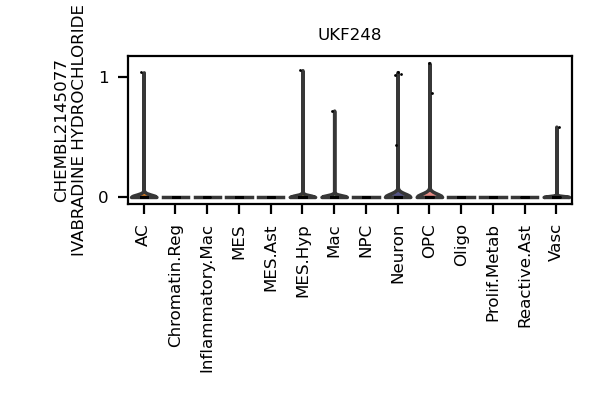 UKF248
CHEMBL2145077
IVABRADINE HYDROCHLORIDE
1
0
AC
Chromatin.Reg
Inflammatory.Mac
MES
MES.Ast
MES.Hyp
Mac
NPC
Neuron
OPC
Oligo
Prolif.Metab
Reactive.Ast
Vasc